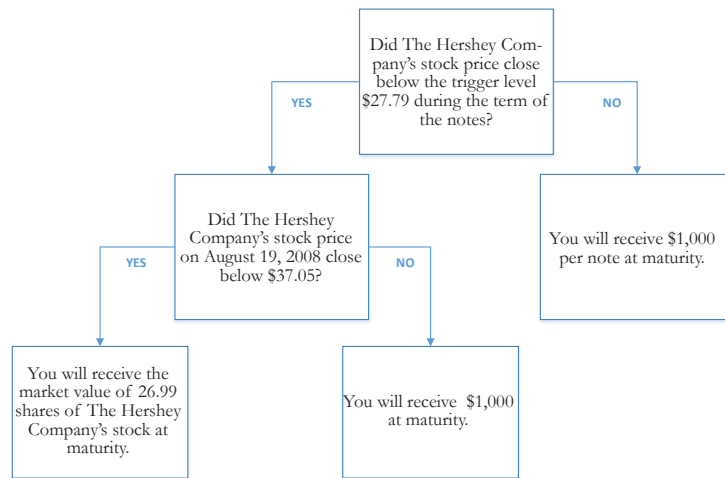 Did The Hershey Com-
pany's stock price close
below the trigger level
$27.79 during the term of
the notes?
YES
NO
Did The Hershey
Company's stock price
on August 19, 2008 close
below $37.05?
You will receive $1,000
per note at maturity.
YES
NO
You will receive the
market value of 26.99
shares of The Hershey
Company's stock at
maturity.
You will receive $1,000
at maturity.